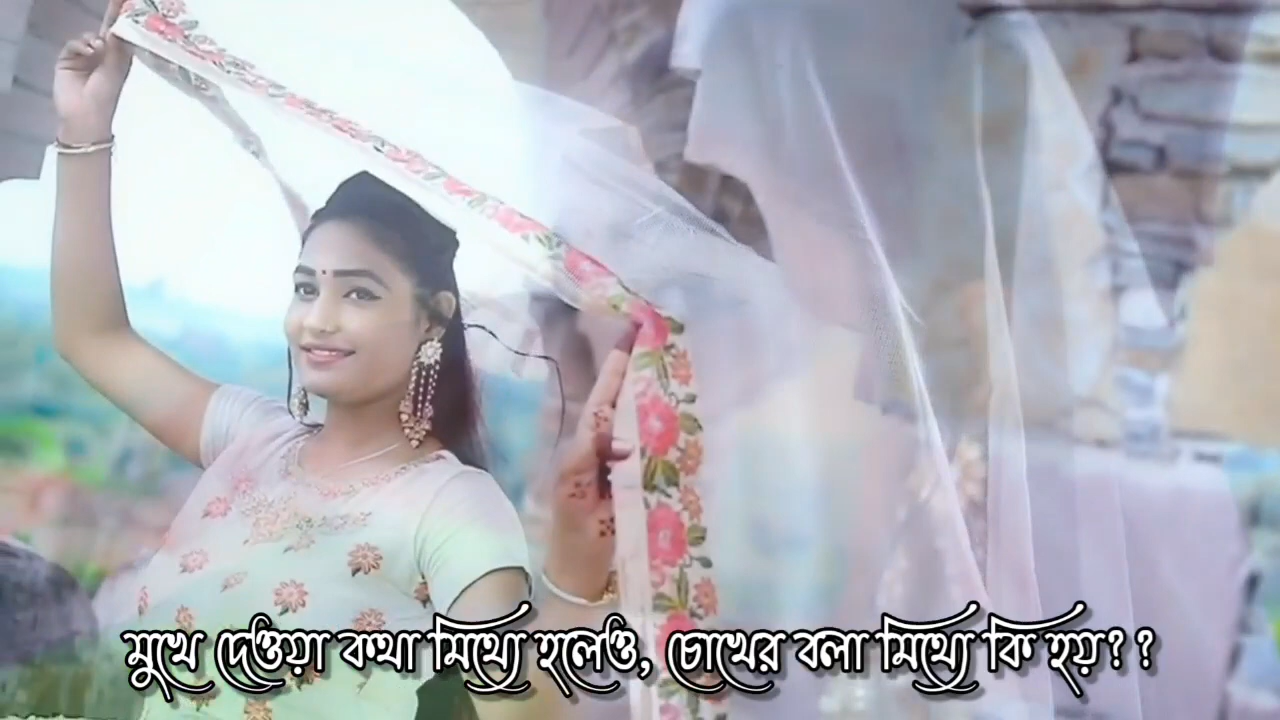 মুখে দেওয়া কথা মিথ্যে হলেও, চোখের বলা মিথ্যে কি হয়??